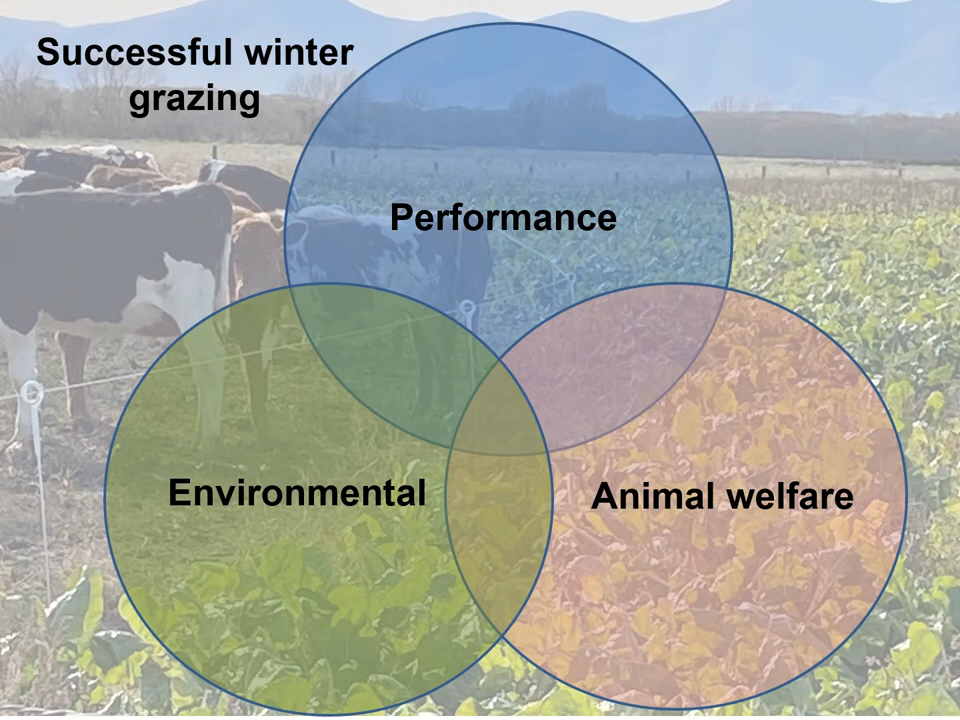 Successful winter
grazing
Performance
Environmental
Animal welfare